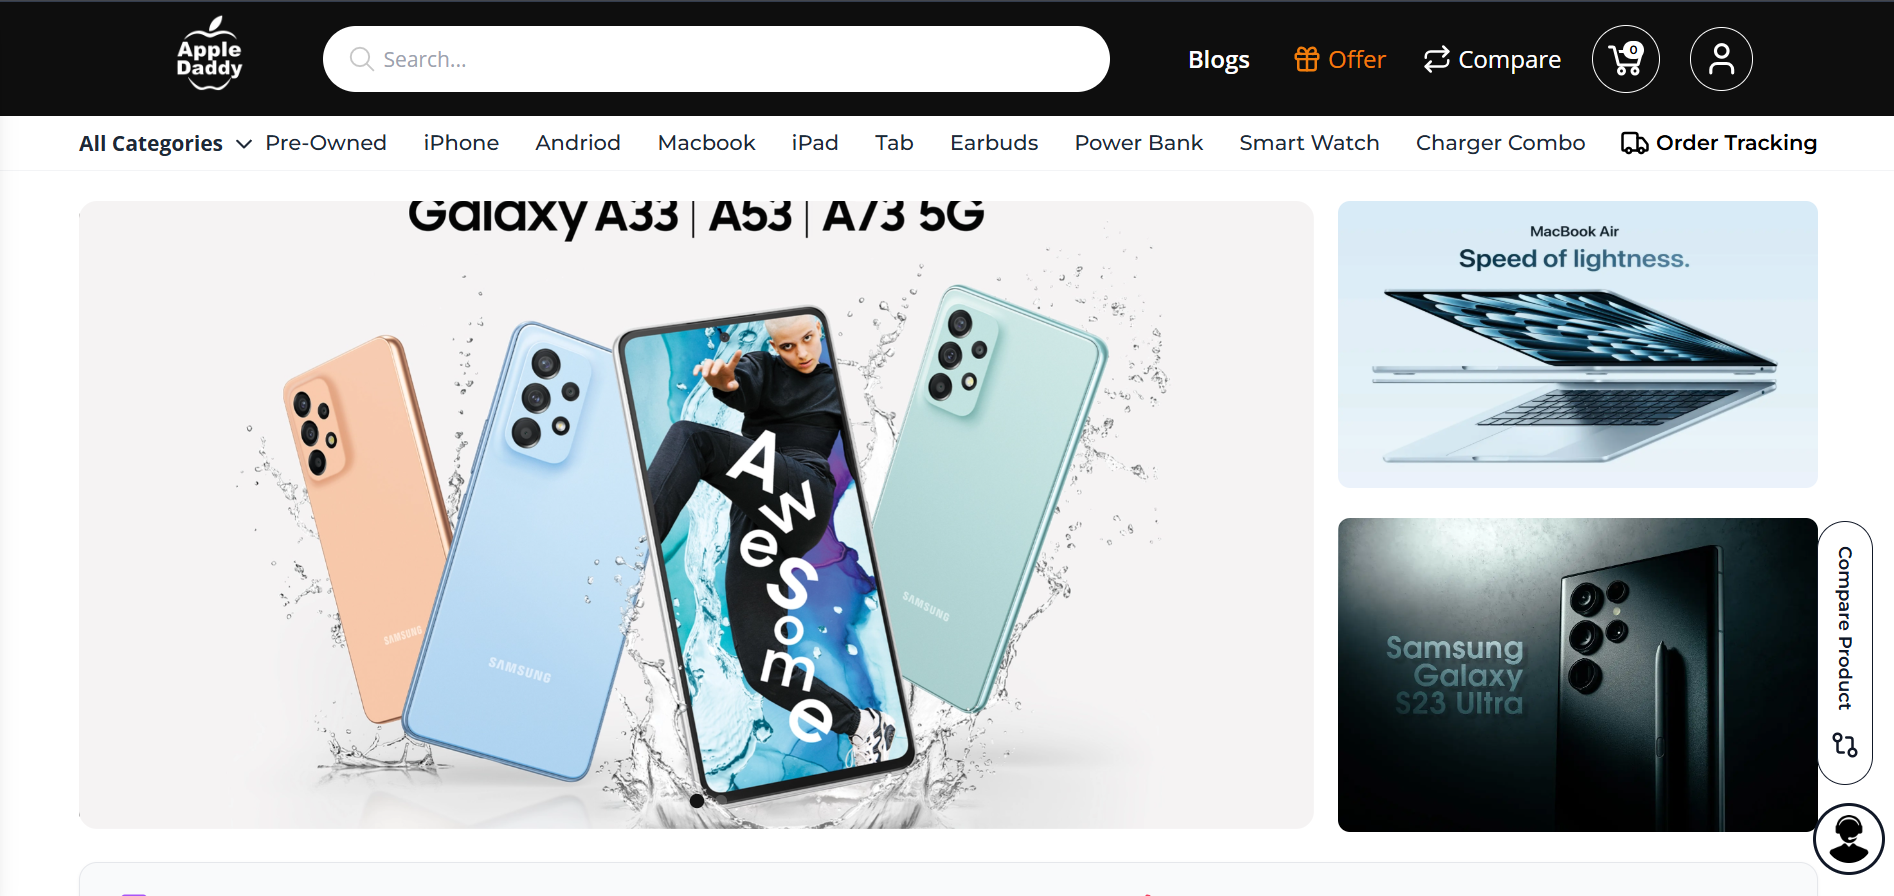 Apple
Daddy
Search...
Blogs
Offer
Compare
0
All Categories
Pre-Owned
iPhone
Andriod
Macbook
iPad
Tab
Earbuds
Power Bank
Smart Watch
Charger Combo
Order Tracking
Galaxy A33 | A53 | A73 5G
Awesome
SAMSUNG
SAMSUNG
SAMSUNG
MacBook Air
Speed of lightness.
Samsung
Galaxy
S23 Ultra
Compare Product